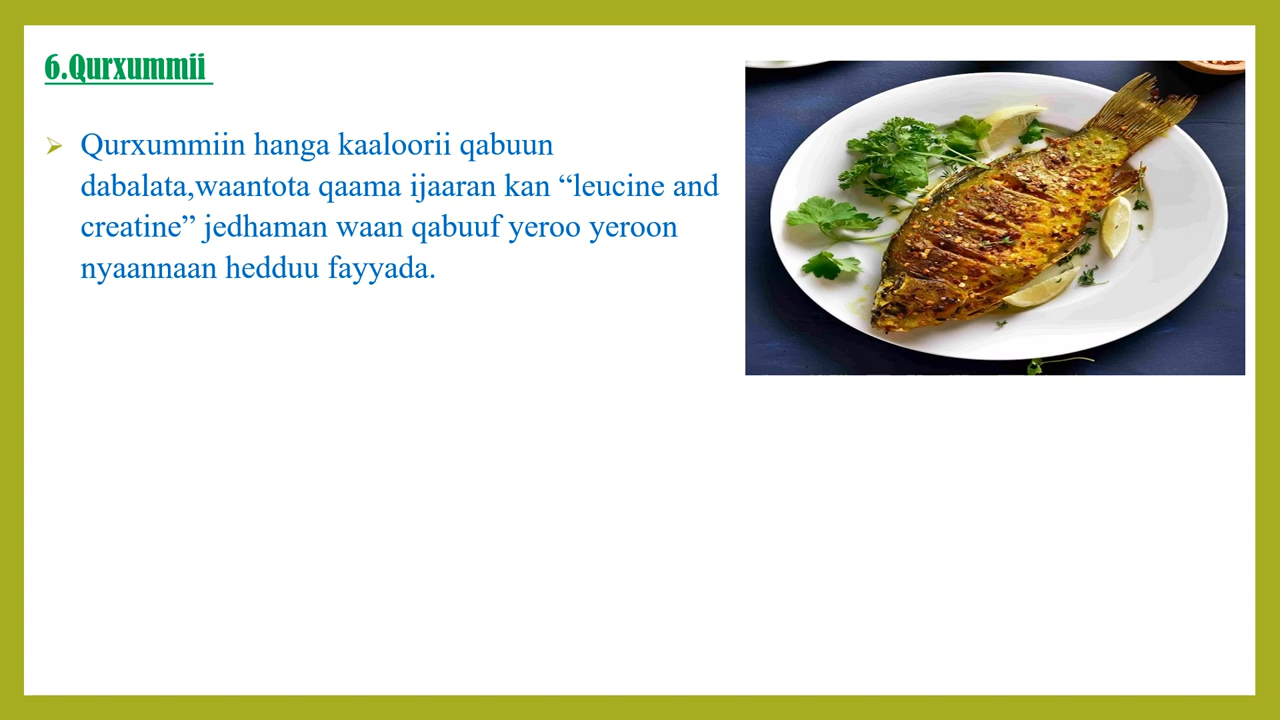 6.Qurxummii
➢ Qurxummiin hanga kaaloorii qabuun
dabalata,waantota qaama ijaaran kan “leucine and
creatine” jedhaman waan qabuuf yeroo yeroon
nyaannaan hedduu fayyada.